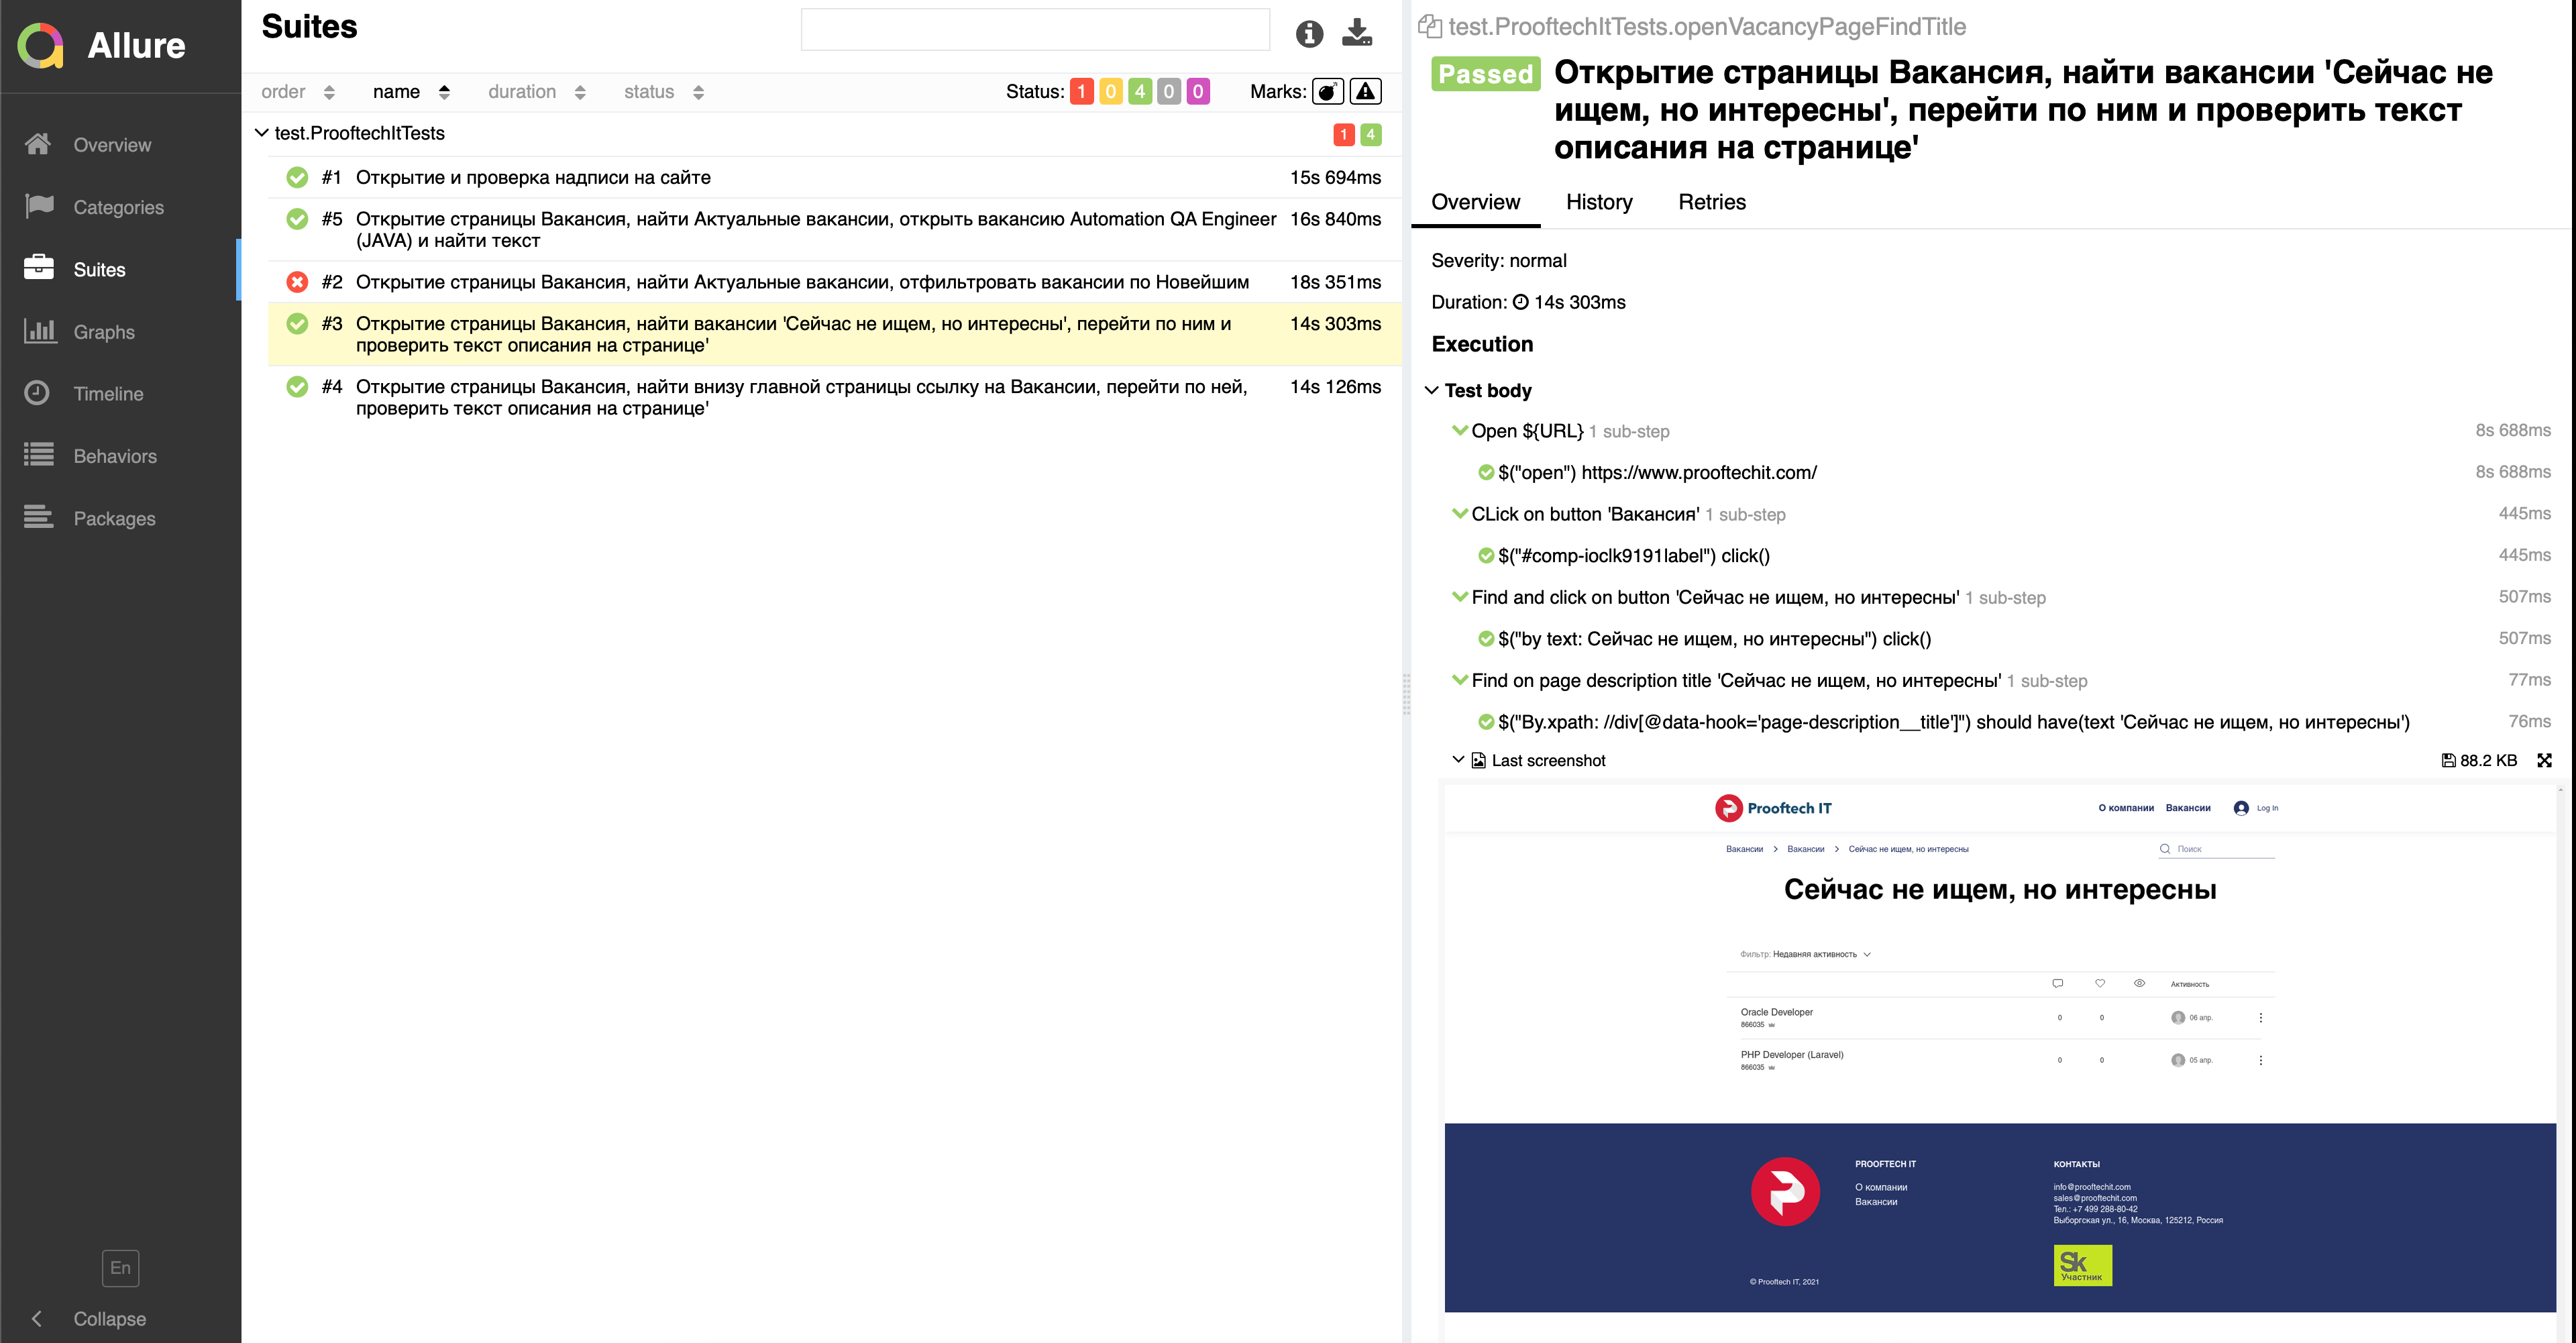 Allure
Overview
Categories
Suites
Graphs
Timeline
Behaviors
Packages
En
Collapse
Suites
order name duration status
Status: 1 0 4 0 0 Marks:
test.ProoftechItTests 1 4
#1 Открытие и проверка надписи на сайте 15s 694ms
#5 Открытие страницы Вакансия, найти Актуальные вакансии, открыть вакансию Automation QA Engineer 16s 840ms
(JAVA) и найти текст
#2 Открытие страницы Вакансия, найти Актуальные вакансии, отфильтровать вакансии по Новейшим 18s 351ms
#3 Открытие страницы Вакансия, найти вакансии 'Сейчас не ищем, но интересны', перейти по ним и 14s 303ms
проверить текст описания на странице'
#4 Открытие страницы Вакансия, найти внизу главной страницы ссылку на Вакансии, перейти по ней, 14s 126ms
проверить текст описания на странице'
test.ProoftechItTests.openVacancyPageFindTitle
Passed Открытие страницы Вакансия, найти вакансии 'Сейчас не
ищем, но интересны', перейти по ним и проверить текст
описания на странице'
Overview History Retries
Severity: normal
Duration: 14s 303ms
Execution
Test body
Open ${URL} 1 sub-step 8s 688ms
$("open") https://www.prooftechit.com/ 8s 688ms
CLick on button 'Вакансия' 1 sub-step 445ms
$("#comp-ioclk9191label") click() 445ms
Find and click on button 'Сейчас не ищем, но интересны' 1 sub-step 507ms
$("by text: Сейчас не ищем, но интересны") click() 507ms
Find on page description title 'Сейчас не ищем, но интересны' 1 sub-step 77ms
$("By.xpath: //div[@data-hook='page-description__title']") should have(text 'Сейчас не ищем, но интересны') 76ms
Last screenshot 88.2 KB
Prooftech IT О компании Вакансии Log In
Вакансии > Вакансии > Сейчас не ищем, но интересны Поиск
Сейчас не ищем, но интересны
Фильтр: Недавняя активность
Активность
Oracle Developer
866035 0 0 06 апр.
PHP Developer (Laravel)
866035 0 0 05 апр.
PROOFTECH IT
О компании
Вакансии
КОНТАКТЫ
info@prooftechit.com
sales@prooftechit.com
Тел.: +7 499 288-80-42
Выборгская ул., 16, Москва, 125212, Россия
Sk
Участник
© Prooftech IT, 2021